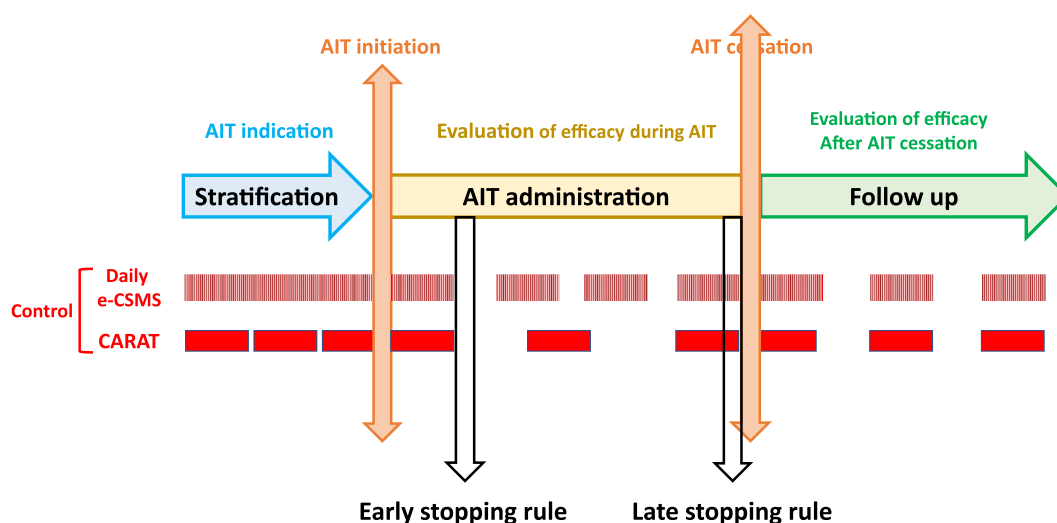 AIT initiation
AIT cessation
AIT indication
Evaluation of efficacy during AIT
Evaluation of efficacy
After AIT cessation
Stratification
AIT administration
Follow up
Control
Daily
e-CSMS
CARAT
Early stopping rule
Late stopping rule